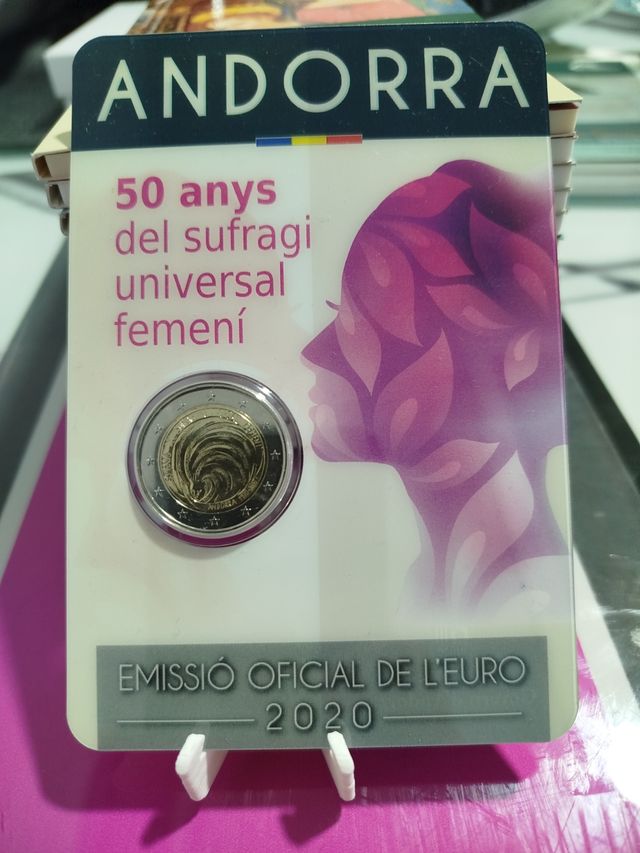 ANDORRA
50 anys
del sufragi
universal
femení
EMISSIÓ OFICIAL DE L'EURO
2020